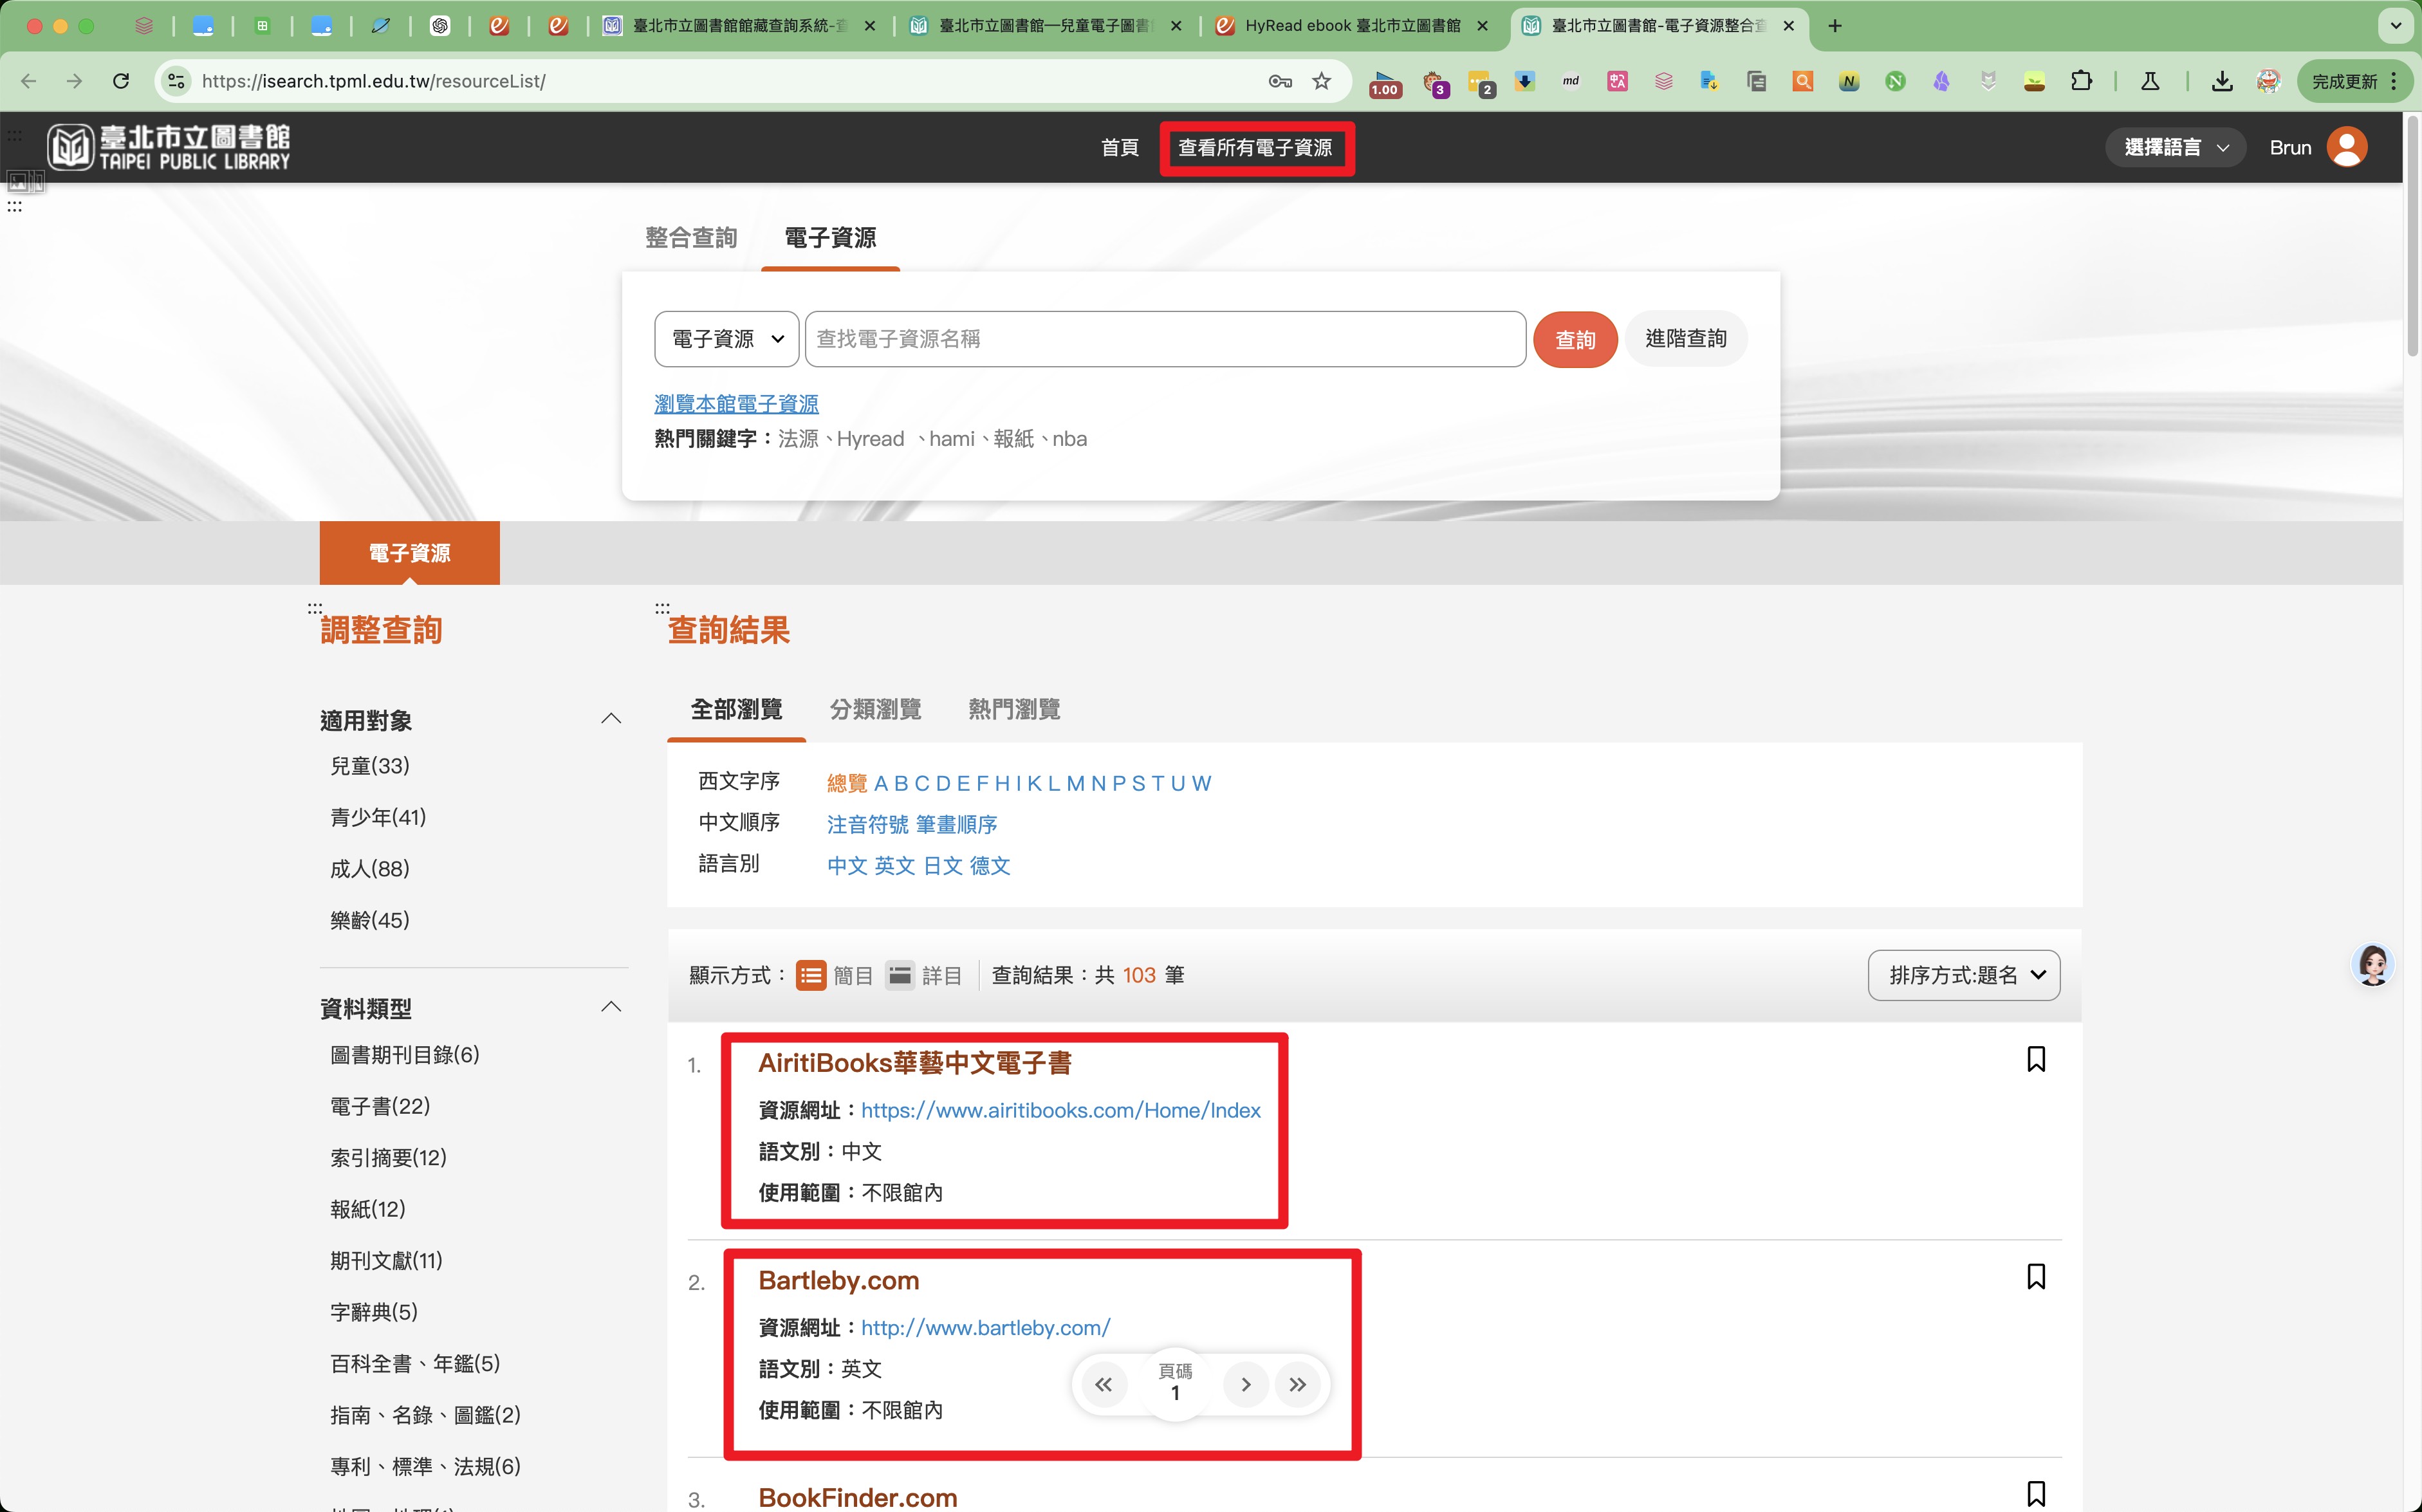 臺北市立圖書館館藏查詢系統-查
臺北市立圖書館—兒童電子圖書
HyRead ebook 臺北市立圖書館
臺北市立圖書館-電子資源整合查
https://isearch.tpml.edu.tw/resourceList/
1.00
3
2
md
完成更新
臺北市立圖書館
TAIPEI PUBLIC LIBRARY
首頁
查看所有電子資源
選擇語言
Brun
整合查詢
電子資源
電子資源
查找電子資源名稱
查詢
進階查詢
瀏覽本館電子資源
熱門關鍵字：法源、Hyread 、hami、報紙、nba
電子資源
:::
調整查詢
:::
查詢結果
適用對象
兒童(33)
青少年(41)
成人(88)
樂齡(45)
資料類型
圖書期刊目錄(6)
電子書(22)
索引摘要(12)
報紙(12)
期刊文獻(11)
字辭典(5)
百科全書、年鑑(5)
指南、名錄、圖鑑(2)
專利、標準、法規(6)
全部瀏覽
分類瀏覽
熱門瀏覽
西文字序 總覽 A B C D E F H I K L M N P S T U W
中文順序 注音符號 筆畫順序
語言別 中文 英文 日文 德文
顯示方式： 簡目 詳目 查詢結果：共 103 筆
排序方式:題名
1. AiritiBooks華藝中文電子書
資源網址：https://www.airitibooks.com/Home/Index
語文別：中文
使用範圍：不限館內
2. Bartleby.com
資源網址：http://www.bartleby.com/
語文別：英文
使用範圍：不限館內
頁碼
1
3. BookFinder.com